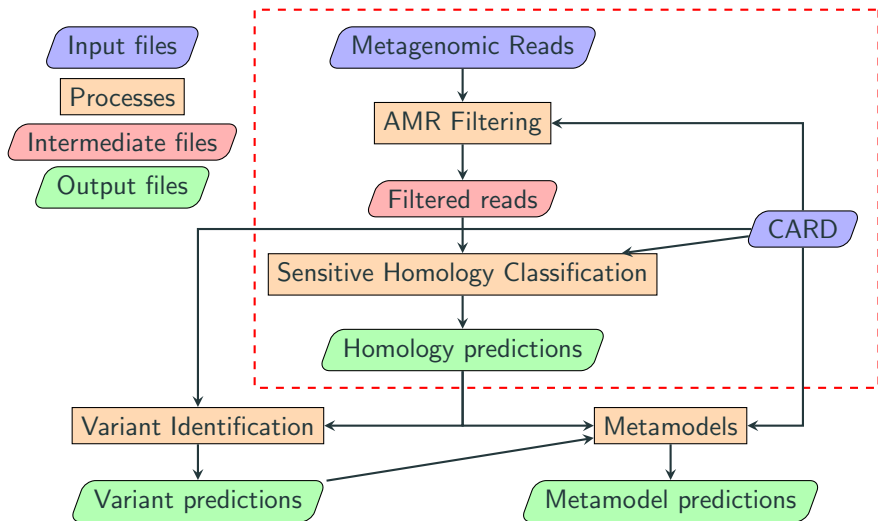 Input files
Processes
Intermediate files
Output files
Metagenomic Reads
AMR Filtering
Filtered reads
CARD
Sensitive Homology Classification
Homology predictions
Variant Identification
Metamodels
Variant predictions
Metamodel predictions